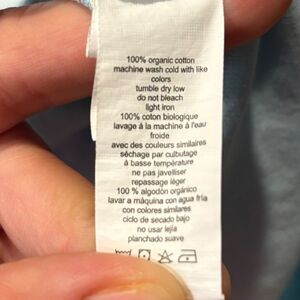 100% organic cotton
machine wash cold with like
colors
tumble dry low
do not bleach
light iron
100% coton biologique
lavage à la machine à l'eau
froide
avec des couleurs similaires
séchage par culbutage
à basse température
ne pas javelliser
repassage léger
100 % algodón orgánico
lavar a máquina con agua fría
con colores similares
ciclo de secado bajo
no usar lejía
planchado suave